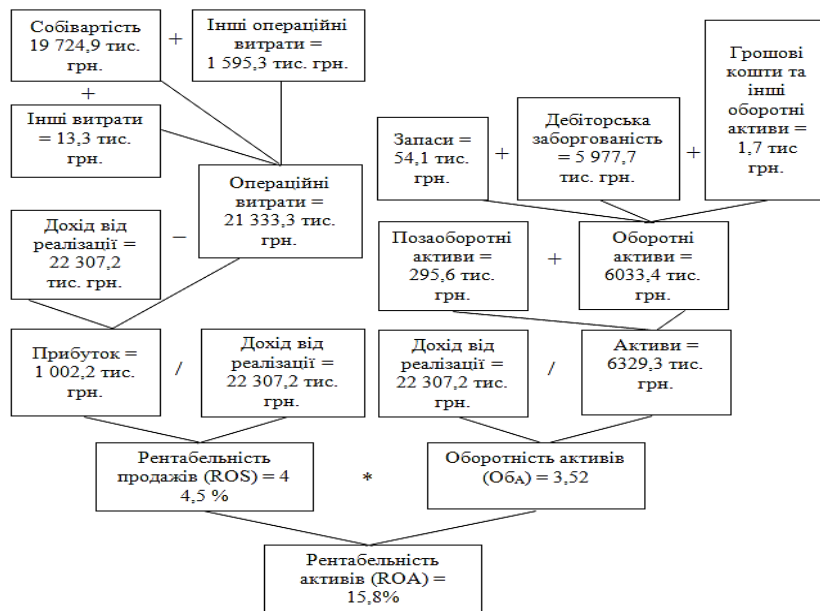 Собівартість
19 724,9 тис.
грн.
+
Інші операційні
витрати =
1 595,3 тис.
грн.
+
Інші витрати
= 13,3 тис.
грн.
Операційні
витрати =
21 333,3 тис.
грн.
Дохід від
реалізації =
22 307,2
тис. грн.
–
Запаси =
54,1 тис.
грн.
+
Дебіторська
заборгованість
= 5 977,7
тис. грн.
+
Грошові
кошти та
інші
оборотні
активи =
1,7 тис
грн.
Позаоборотні
активи =
295,6 тис.
грн.
+
Оборотні
активи =
6033,4 тис.
грн.
Прибуток =
1 002,2 тис.
грн.
/
Дохід від
реалізації =
22 307,2 тис.
грн.
Дохід від
реалізації =
22 307,2 тис.
грн.
/
Активи =
6329,3 тис.
грн.
Рентабельність
продажів (ROS) = 4
4,5 %
*
Оборотність активів
(ОбА) = 3,52
Рентабельність
активів (ROA) =
15,8%